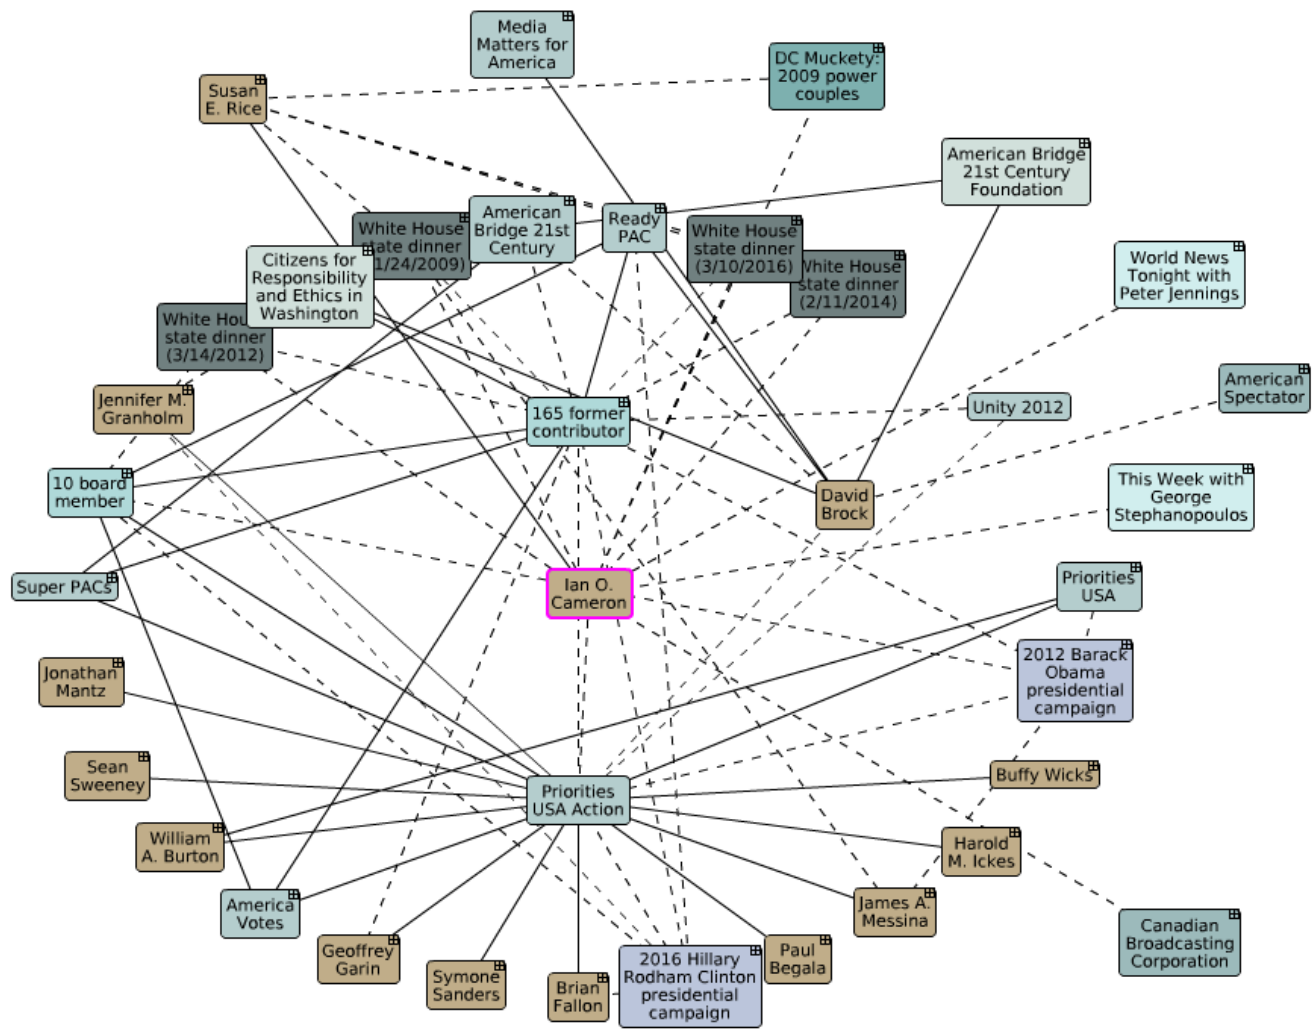 Media
Matters for
America
DC Muckety:
2009 power
couples
Susan
E. Rice
American Bridge
21st Century
Foundation
American
Bridge 21st
Century
Ready
PAC
White House
state dinner
1/24/2009)
White House
state dinner
(3/10/2016)
White House
state dinner
(2/11/2014)
World News
Tonight with
Peter Jennings
Citizens for
Responsibility
and Ethics in
Washington
White Hou
state dinner
(3/14/2012)
American
Spectator
Jennifer M.
Granholm
165 former
contributor
Unity 2012
10 board
member
David
Brock
This Week with
George
Stephanopoulos
Super PACs
Ian O.
Cameron
Priorities
USA
2012 Barack
Obama
presidential
campaign
Jonathan
Mantz
Sean
Sweeney
Priorities
USA Action
Buffy Wicks
William
A. Burton
Harold
M. Ickes
America
Votes
James A.
Messina
Canadian
Broadcasting
Corporation
Geoffrey
Garin
Symone
Sanders
Brian
Fallon
2016 Hillary
Rodham Clinton
presidential
campaign
Paul
Begala